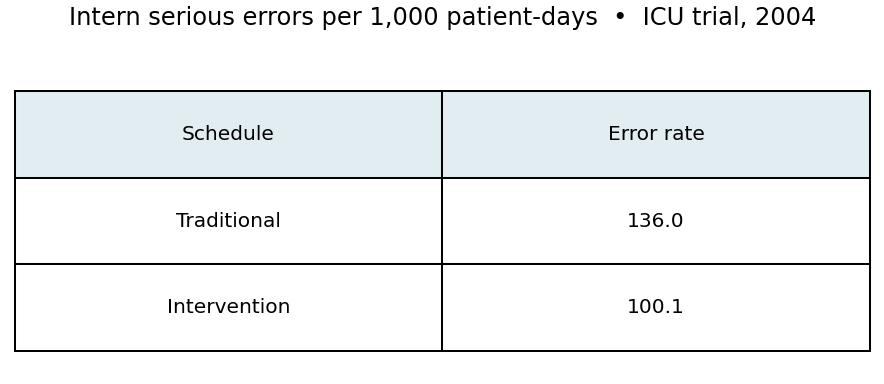 Intern serious errors per 1,000 patient-days • ICU trial, 2004
Schedule Error rate
Traditional 136.0
Intervention 100.1